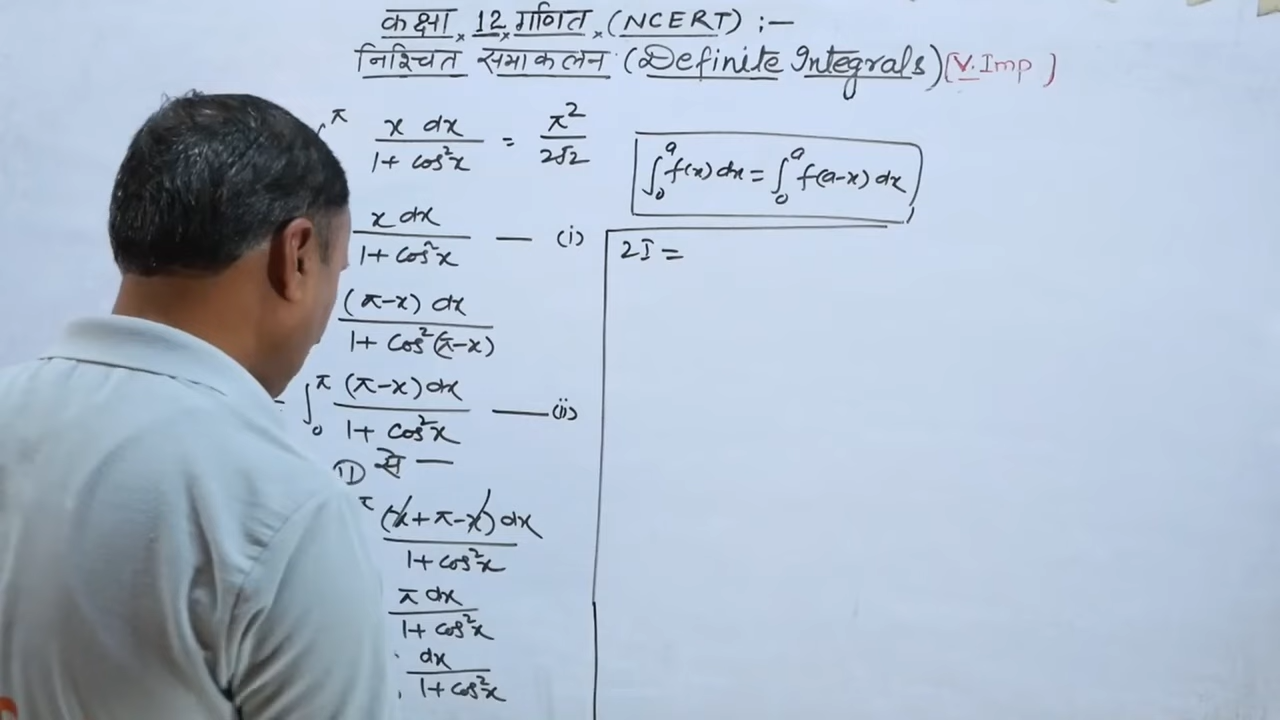 कक्षा × 12 × गणित × (NCERT) :—
निश्चित समाकलन (Definite Integrals) [V. Imp)
∫ π x dx / 1 + cos²x = π² / 2√2
∫₀ᵃ f(x) dx = ∫₀ᵃ f(a-x) dx
x dx / 1 + cos²x — (i)
(π-x) dx / 1 + cos²(π-x)
= ∫₀^π (π-x) dx / 1 + cos²x — (ii)
(II) से —
π (x + π - x) dx / 1 + cos²x
π dx / 1 + cos²x
dx / 1 + cos²x
2I =